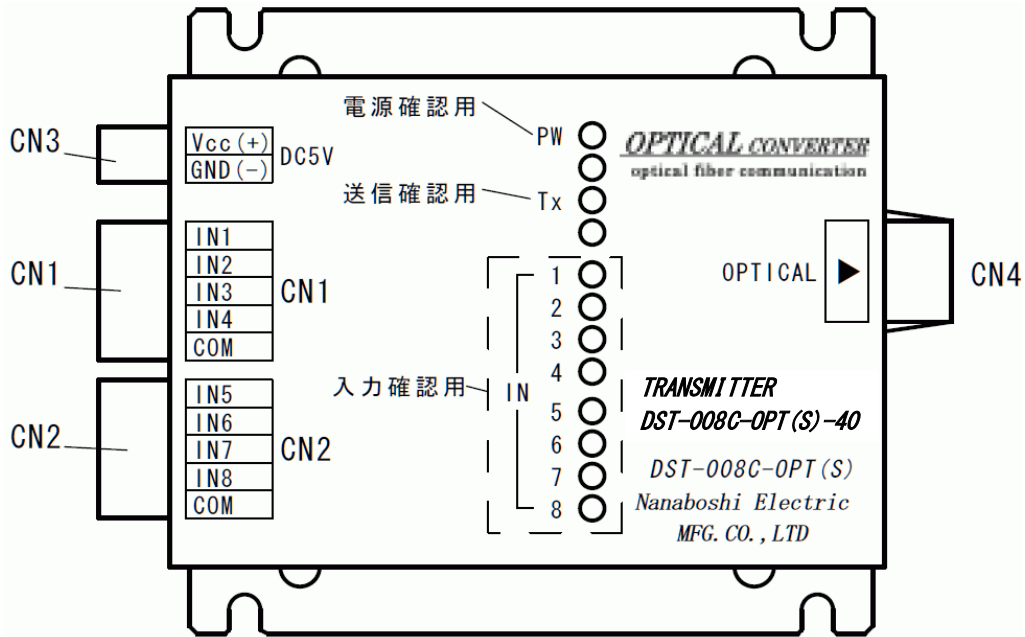 電源確認用
PW
OPTICAL CONVERTER
optical fiber communication
CN3
Vcc(+)
GND(-)
DC5V
送信確認用
Tx
CN1
IN1
IN2
IN3
IN4
COM
CN1
1
2
3
4
5
6
7
8
IN
入力確認用
OPTICAL
CN4
CN2
IN5
IN6
IN7
IN8
COM
CN2
TRANSMITTER
DST-008C-OPT(S)-40
DST-008C-OPT(S)
Nanaboshi Electric
MFG.CO.,LTD